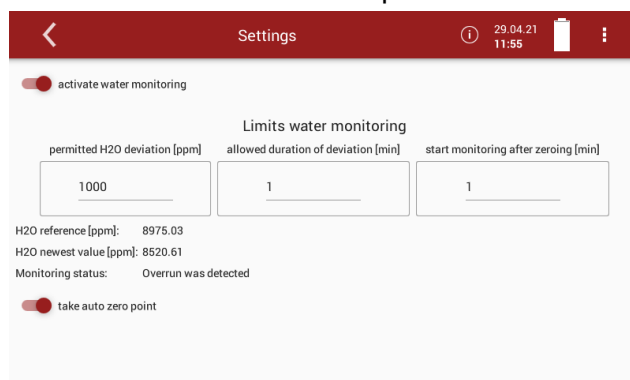 Settings
29.04.21
11:55
activate water monitoring
Limits water monitoring
permitted H2O deviation [ppm] allowed duration of deviation [min] start monitoring after zeroing [min]
1000 1 1
H2O reference [ppm]: 8975.03
H2O newest value [ppm]: 8520.61
Monitoring status: Overrun was detected
take auto zero point